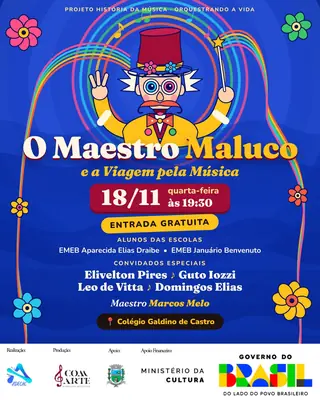 PROJETO HISTÓRIA DA MÚSICA - ORQUESTRANDO A VIDA
O Maestro Maluco
e a Viagem pela Música
18/11 quarta-feira
às 19:30
ENTRADA GRATUITA
ALUNOS DAS ESCOLAS
EMEB Aparecida Elias Draibe • EMEB Januário Benvenuto
CONVIDADOS ESPECIAIS
Elivelton Pires ♪ Guto Iozzi
Leo de Vitta ♪ Domingos Elias
Maestro Marcos Melo
Colégio Galdino de Castro
Realização: Produção: Apoio: Apoio Financeiro
COM
ARTE
MINISTÉRIO DA
CULTURA
GOVERNO DO
BRASIL
DO LADO DO POVO BRASILEIRO